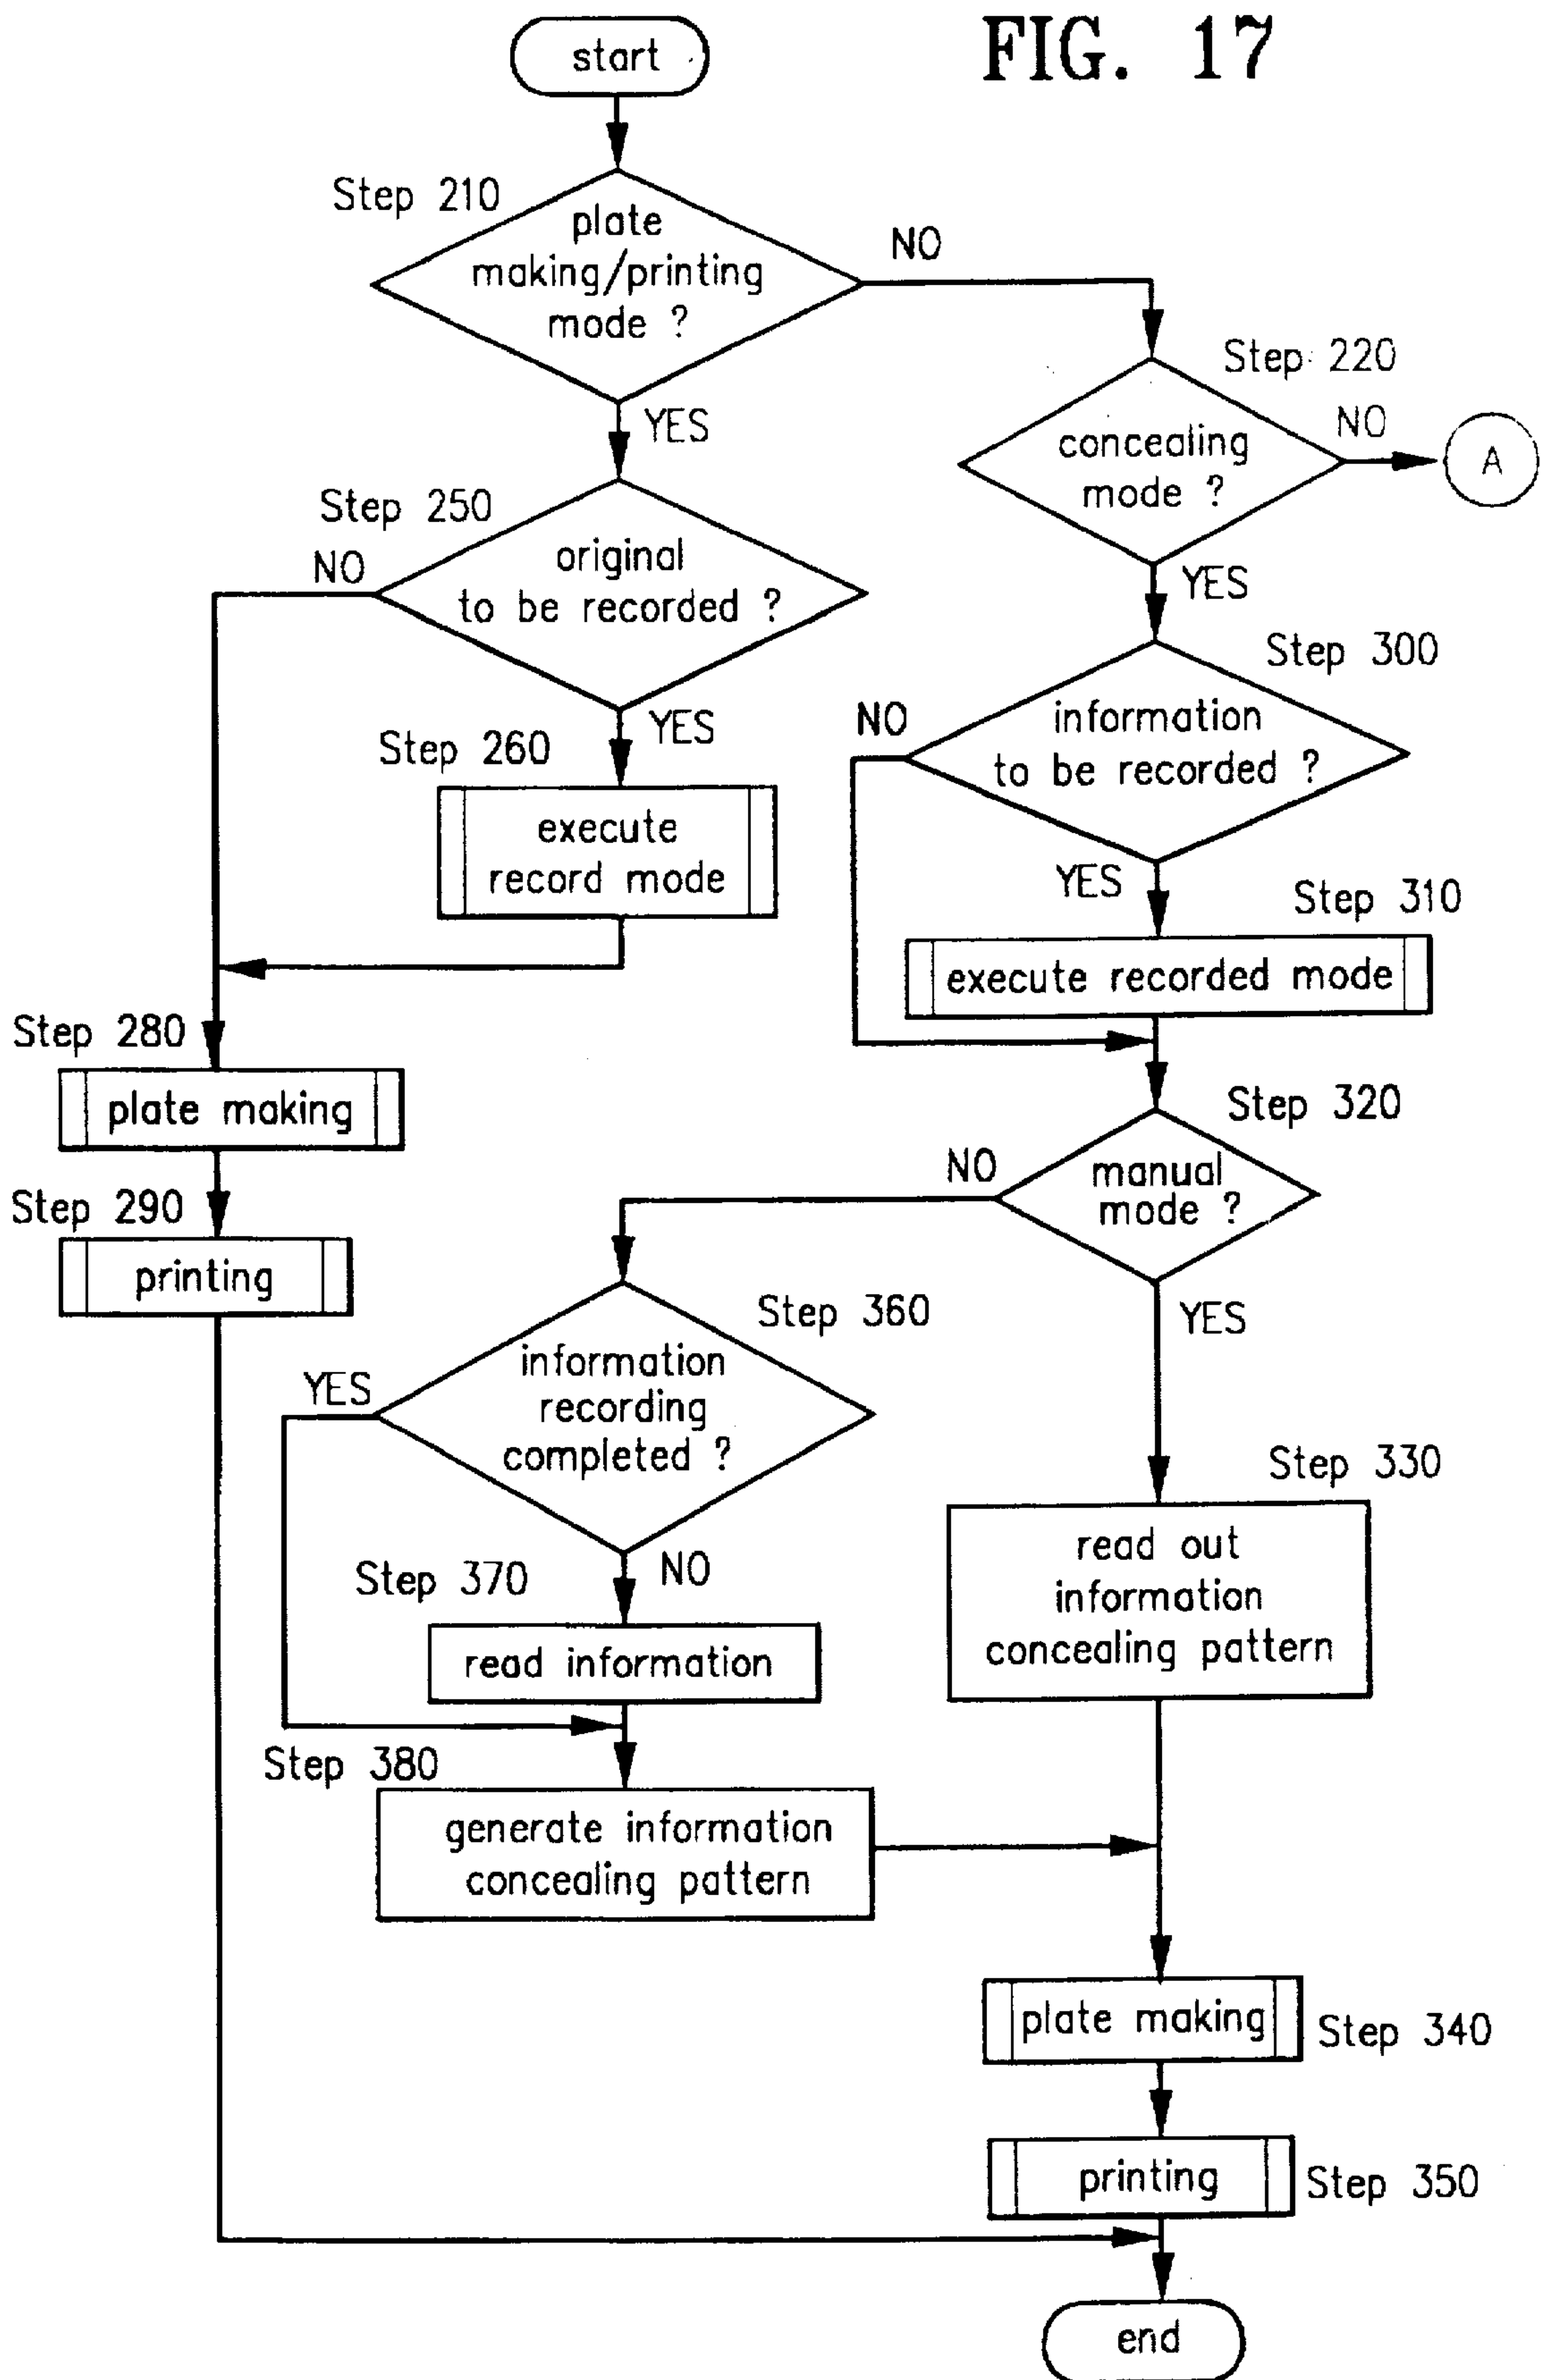 FIG. 17
start
Step 210
plate
making/printing
mode ?
NO
YES
Step 220
concealing
mode ?
NO
A
YES
Step 250
original
to be recorded ?
NO
YES
Step 260
execute
record mode
Step 300
information
to be recorded ?
NO
YES
Step 310
execute recorded mode
Step 280
plate making
Step 290
printing
Step 320
manual
mode ?
NO
YES
Step 360
information
recording
completed ?
YES
NO
Step 370
read information
Step 330
read out
information
concealing pattern
Step 380
generate information
concealing pattern
plate making
Step 340
printing
Step 350
end